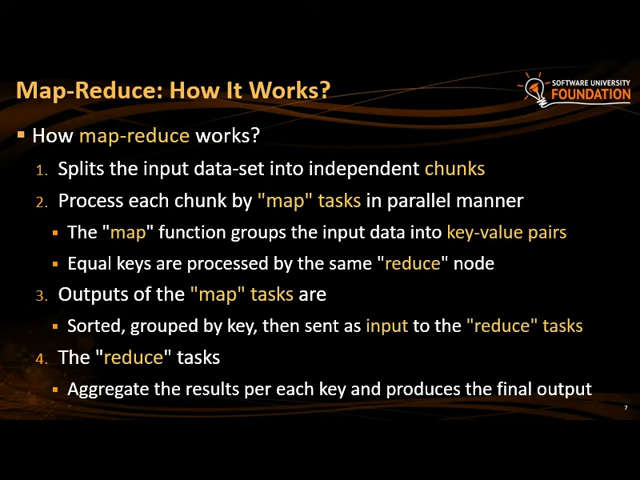 Map-Reduce: How It Works?
SOFTWARE UNIVERSITY
FOUNDATION
▪ How map-reduce works?
1. Splits the input data-set into independent chunks
2. Process each chunk by "map" tasks in parallel manner
▪ The "map" function groups the input data into key-value pairs
▪ Equal keys are processed by the same "reduce" node
3. Outputs of the "map" tasks are
▪ Sorted, grouped by key, then sent as input to the "reduce" tasks
4. The "reduce" tasks
▪ Aggregate the results per each key and produces the final output
7